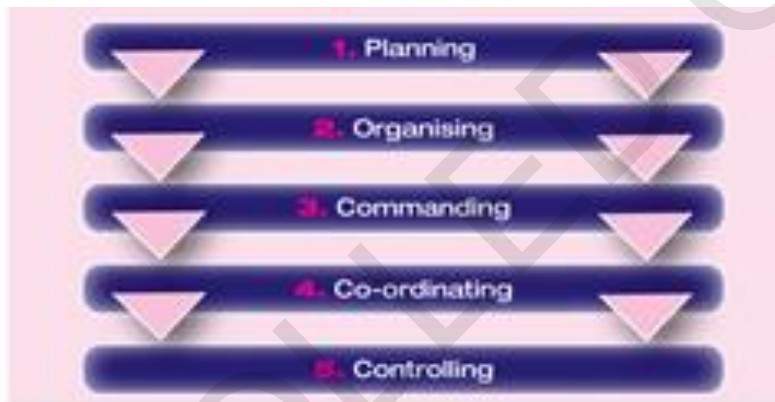 1. Planning
2. Organising
3. Commanding
4. Co-ordinating
5. Controlling